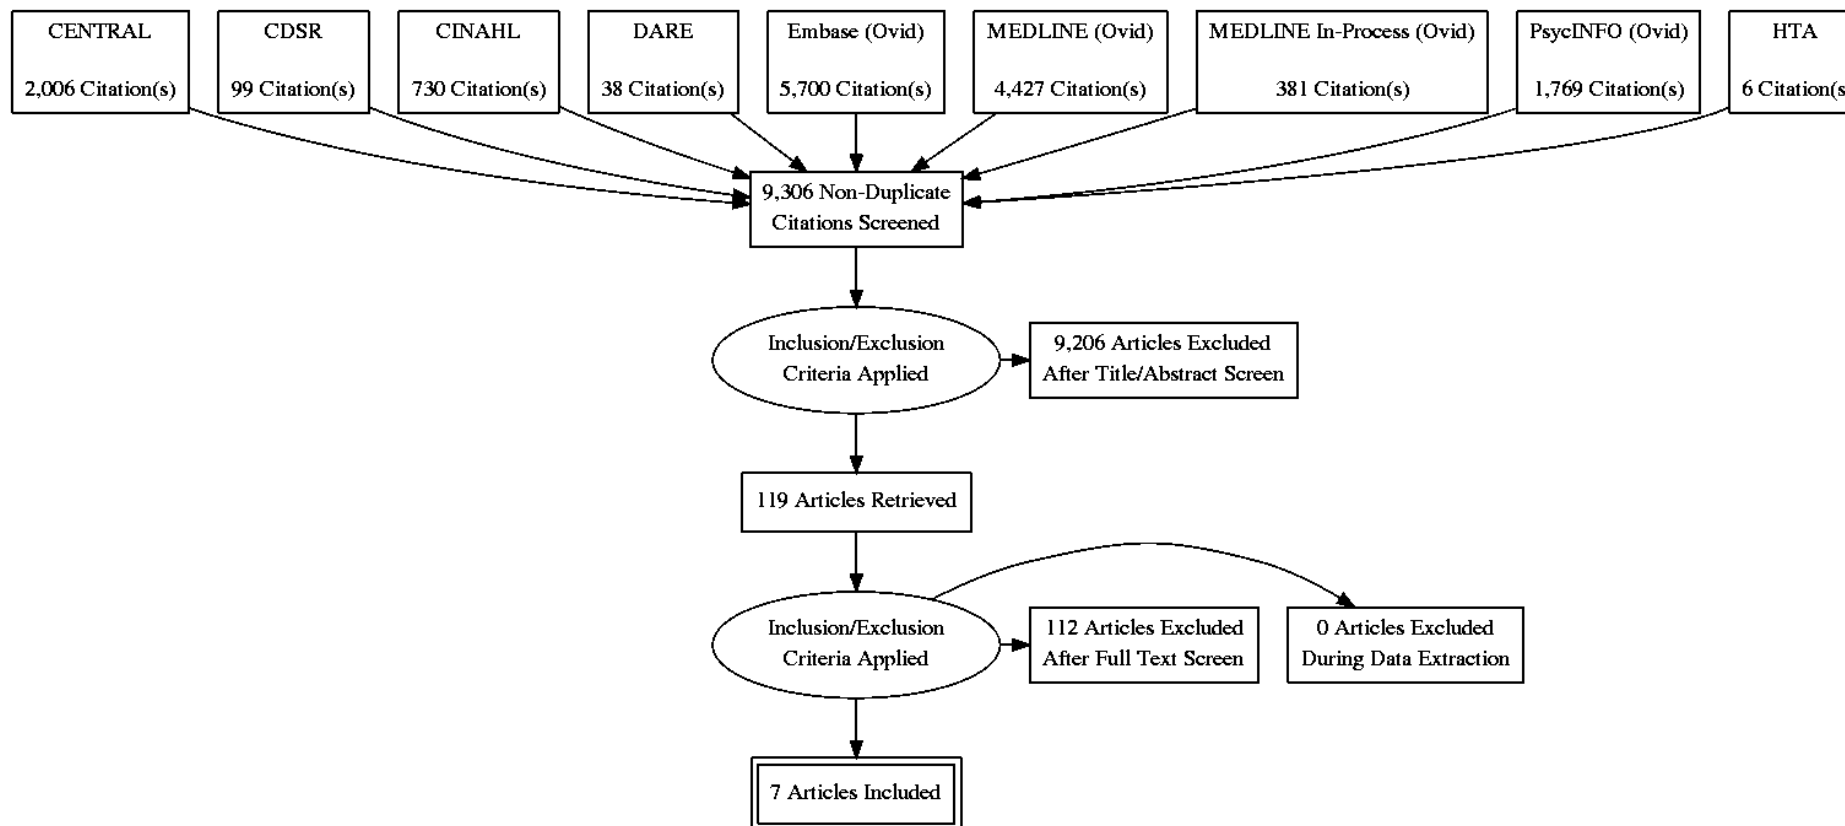 CENTRAL
2,006 Citation(s)
CDSR
99 Citation(s)
CINAHL
730 Citation(s)
DARE
38 Citation(s)
Embase (Ovid)
5,700 Citation(s)
MEDLINE (Ovid)
4,427 Citation(s)
MEDLINE In-Process (Ovid)
381 Citation(s)
PsycINFO (Ovid)
1,769 Citation(s)
HTA
6 Citation(s
9,306 Non-Duplicate
Citations Screened
Inclusion/Exclusion
Criteria Applied
9,206 Articles Excluded
After Title/Abstract Screen
119 Articles Retrieved
Inclusion/Exclusion
Criteria Applied
112 Articles Excluded
After Full Text Screen
0 Articles Excluded
During Data Extraction
7 Articles Included